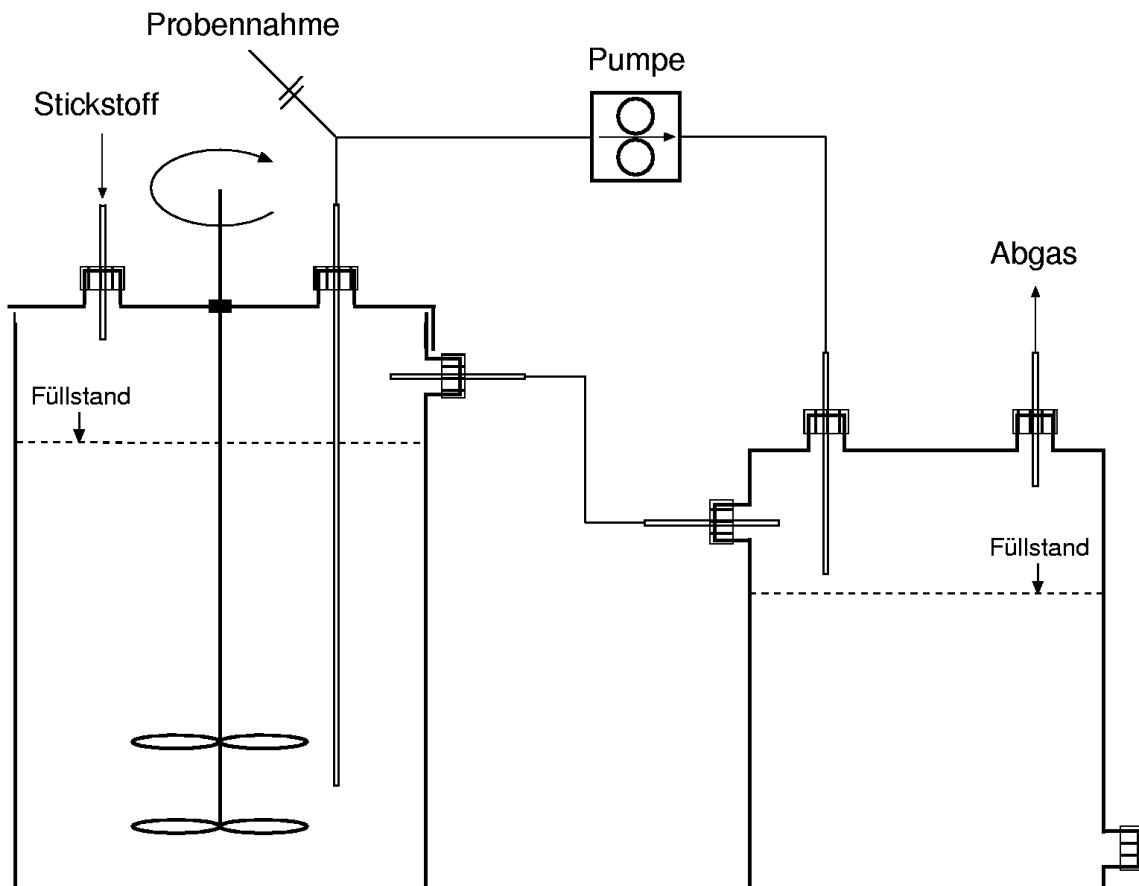 Probennahme
Pumpe
Stickstoff
Abgas
Füllstand
Füllstand